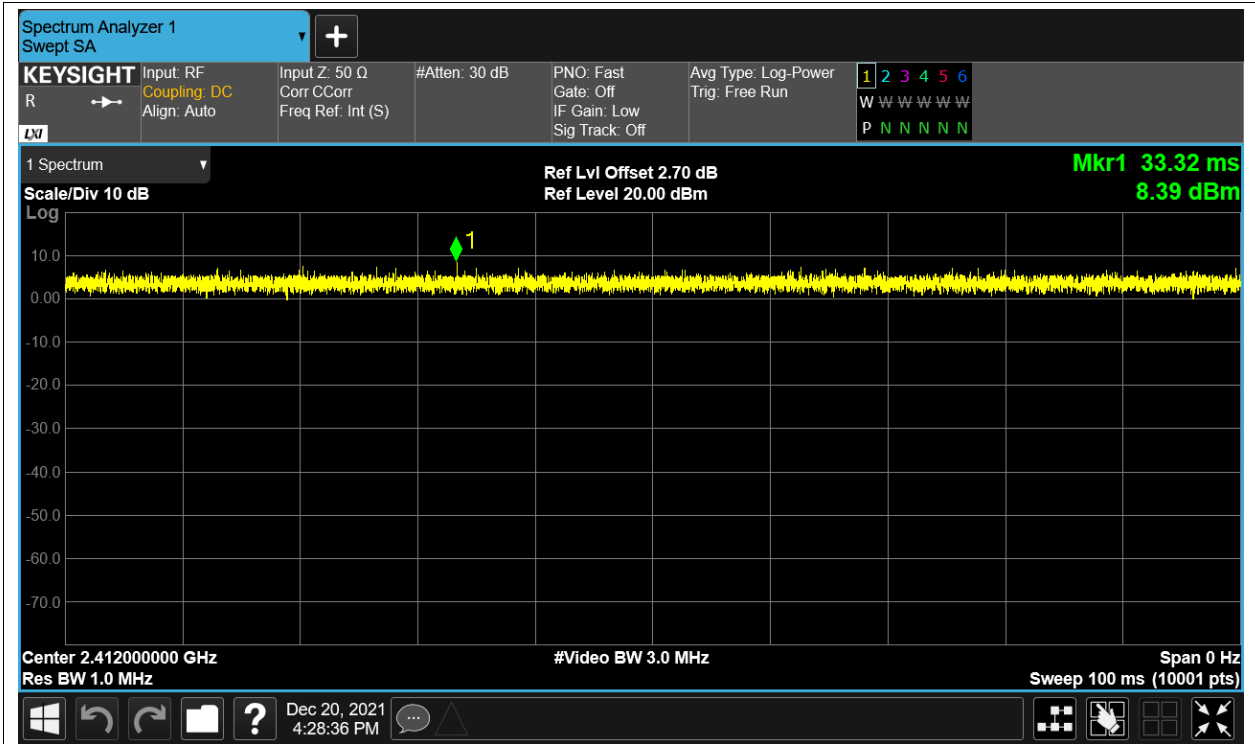 Spectrum Analyzer 1
Swept SA
KEYSIGHT
R
LXI
Input: RF
Coupling: DC
Align: Auto
Input Z: 50 Ω
Corr CCorr
Freq Ref: Int (S)
#Atten: 30 dB
PNO: Fast
Gate: Off
IF Gain: Low
Sig Track: Off
Avg Type: Log-Power
Trig: Free Run
1 2 3 4 5 6
W W W W W W
P N N N N N
1 Spectrum
Scale/Div 10 dB
Log
Ref Lvl Offset 2.70 dB
Ref Level 20.00 dBm
Mkr1 33.32 ms
8.39 dBm
1
10.0
0.00
-10.0
-20.0
-30.0
-40.0
-50.0
-60.0
-70.0
Center 2.412000000 GHz
Res BW 1.0 MHz
#Video BW 3.0 MHz
Span 0 Hz
Sweep 100 ms (10001 pts)
?
Dec 20, 2021
4:28:36 PM